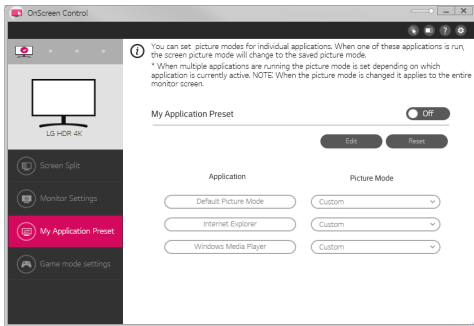 OnScreen Control
You can set picture modes for individual applications. When one of these applications is run,
the screen picture mode will change to the saved picture mode.
* When multiple applications are running the picture mode is set depending on which
application is currently active. NOTE: When the picture mode is changed it applies to the entire
monitor screen.
LG HDR 4K
My Application Preset
Off
Edit
Reset
Screen Split
Monitor Settings
My Application Preset
Game mode settings
Application
Picture Mode
Default Picture Mode
Custom
Internet Explorer
Custom
Windows Media Player
Custom